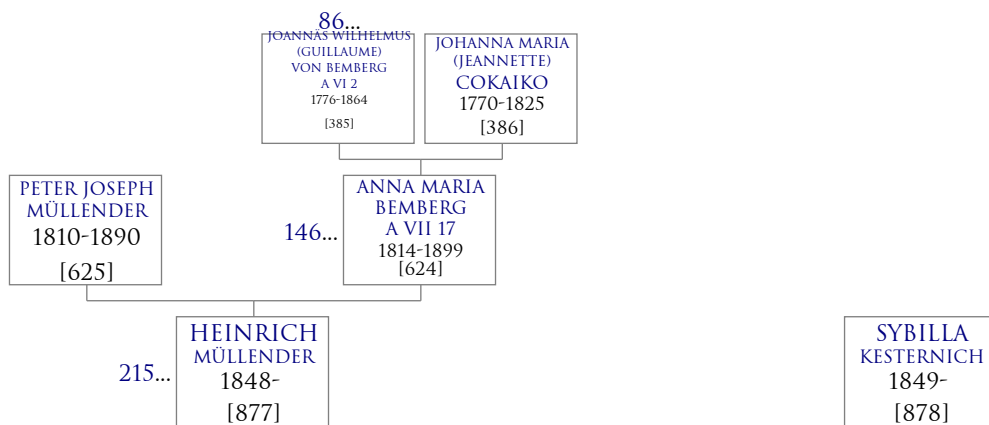 86...
JOANNÄS WILHELMUS
(GUILLAUME)
VON BEMBERG
A VI 2
1776-1864
[385]
JOHANNA MARIA
(JEANNETTE)
COKAIKO
1770-1825
[386]
PETER JOSEPH
MÜLLENDER
1810-1890
[625]
146...
ANNA MARIA
BEMBERG
A VII 17
1814-1899
[624]
215...
HEINRICH
MÜLLENDER
1848-
[877]
SYBILLA
KESTERNICH
1849-
[878]